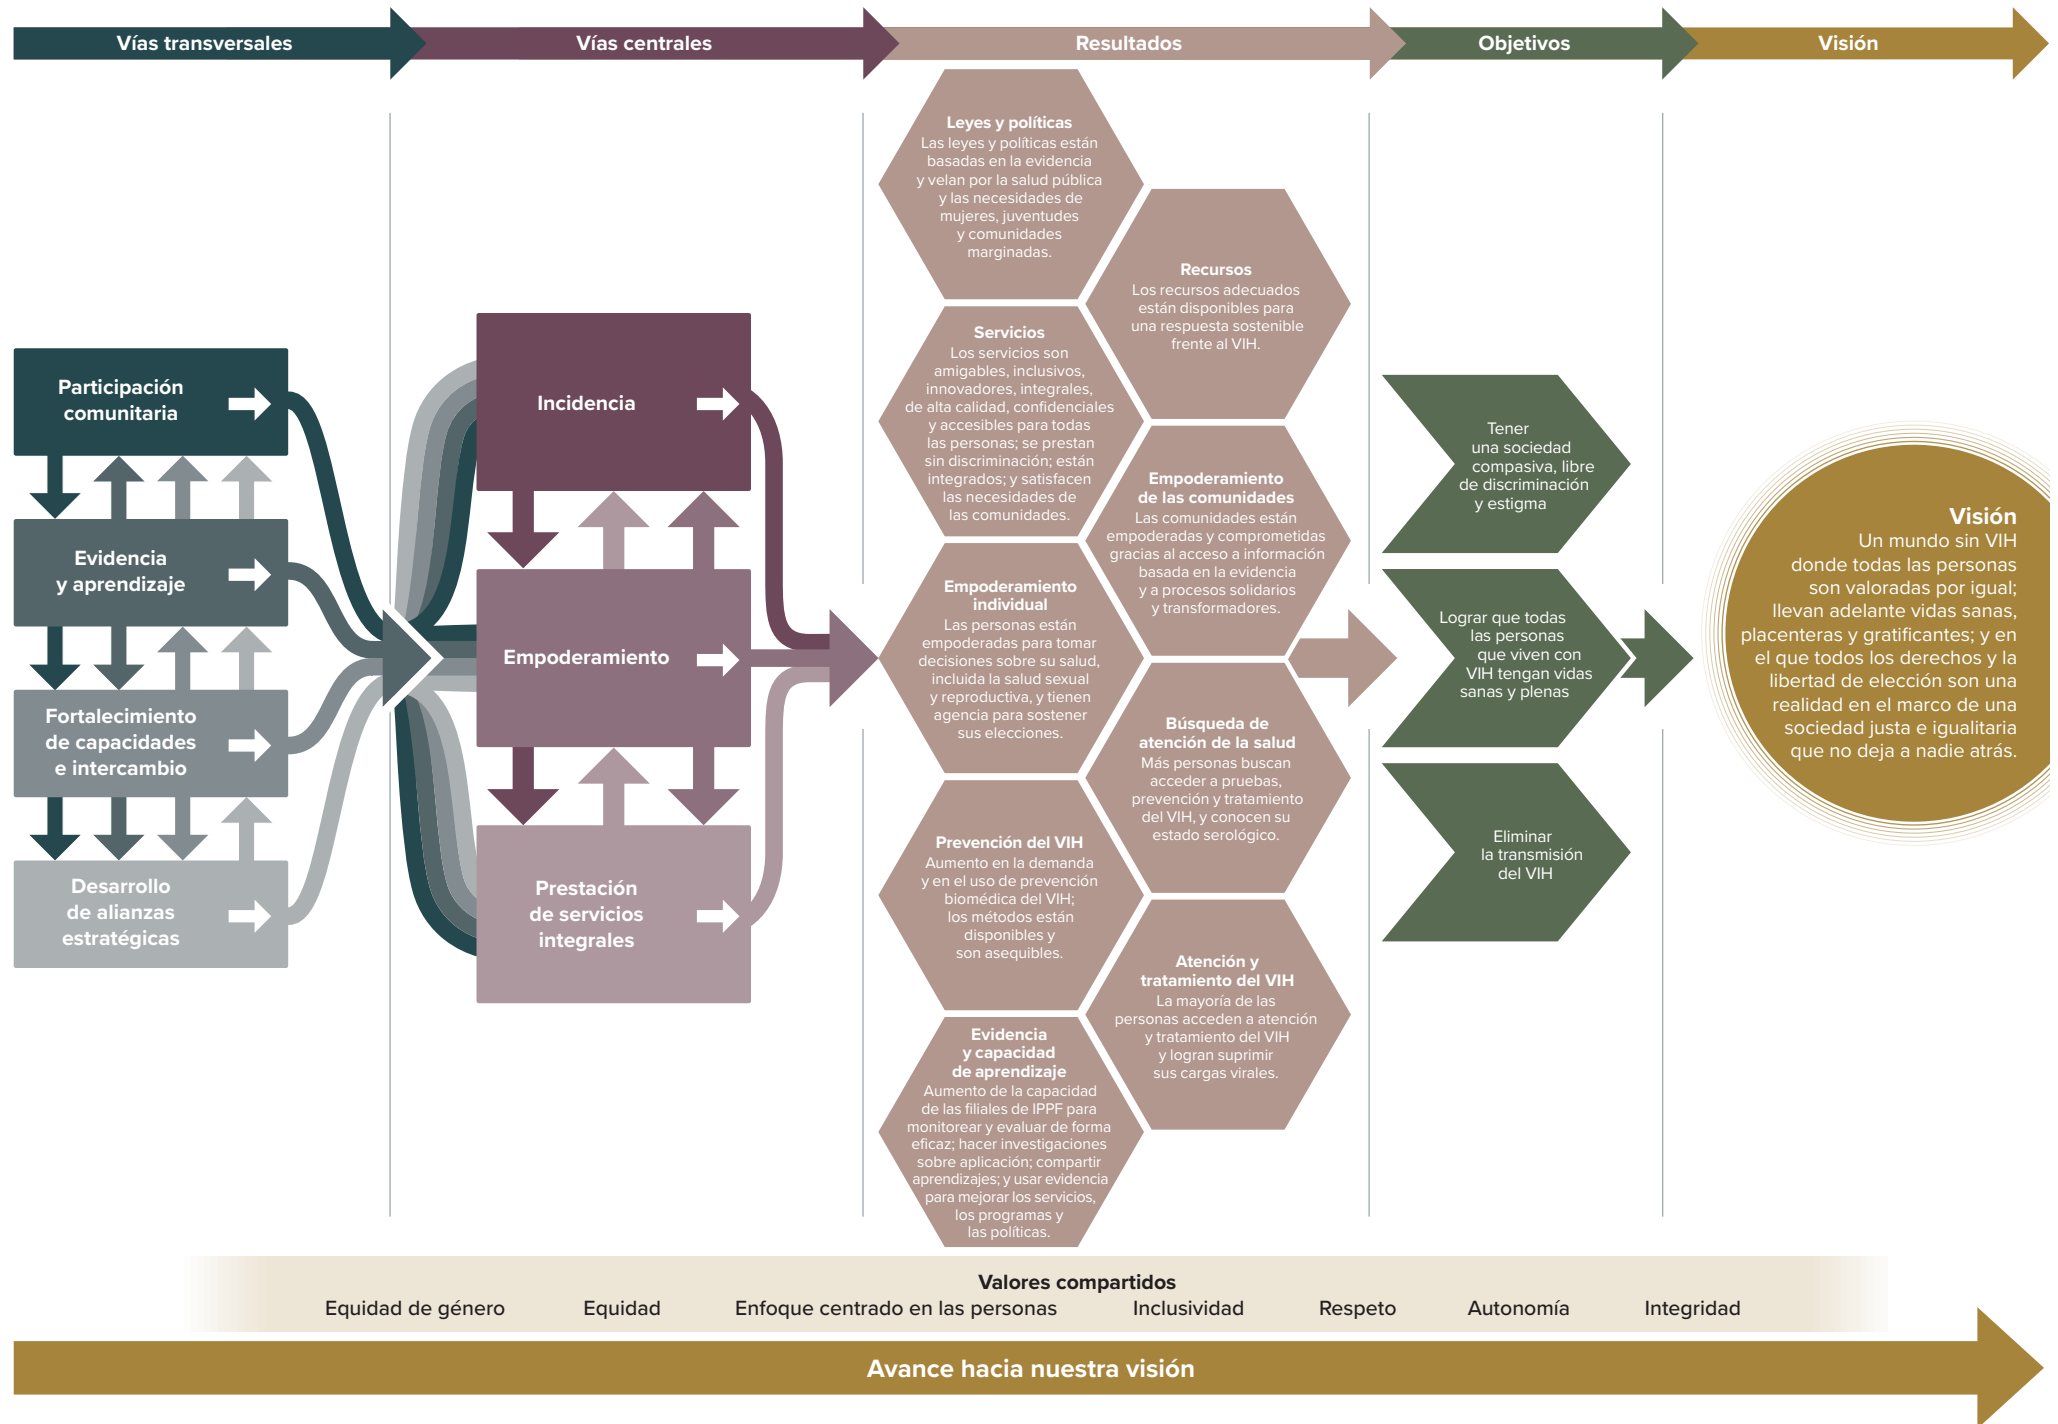 Vías transversales
Vías centrales
Resultados
Objetivos
Visión
Participación
comunitaria
Evidencia
y aprendizaje
Fortalecimiento
de capacidades
e intercambio
Desarrollo
de alianzas
estratégicas
Incidencia
Empoderamiento
Prestación
de servicios
integrales
Leyes y políticas
Las leyes y políticas están
basadas en la evidencia
y velan por la salud pública
y las necesidades de
mujeres, juventudes
y comunidades
marginadas.
Recursos
Los recursos adecuados
están disponibles para
una respuesta sostenible
frente al VIH.
Servicios
Los servicios son
amigables, inclusivos,
innovadores, integrales,
de alta calidad, confidenciales
y accesibles para todas
las personas; se prestan
sin discriminación; están
integrados; y satisfacen
las necesidades de
las comunidades.
Empoderamiento
de las comunidades
Las comunidades están
empoderadas y comprometidas
gracias al acceso a información
basada en la evidencia
y a procesos solidarios
y transformadores.
Empoderamiento
individual
Las personas están
empoderadas para tomar
decisiones sobre su salud,
incluida la salud sexual
y reproductiva, y tienen
agencia para sostener
sus elecciones.
Búsqueda de
atención de la salud
Más personas buscan
acceder a pruebas,
prevención y tratamiento
del VIH, y conocen su
estado serológico.
Prevención del VIH
Aumento en la demanda
y en el uso de prevención
biomédica del VIH;
los métodos están
disponibles y
son asequibles.
Atención y
tratamiento del VIH
La mayoría de las
personas acceden a atención
y tratamiento del VIH
y logran suprimir
sus cargas virales.
Evidencia
y capacidad
de aprendizaje
Aumento de la capacidad
de las filiales de IPPF para
monitorear y evaluar de forma
eficaz; hacer investigaciones
sobre aplicación; compartir
aprendizajes; y usar evidencia
para mejorar los servicios,
los programas y
las políticas.
Tener
una sociedad
compasiva, libre
de discriminación
y estigma
Lograr que todas
las personas
que viven con
VIH tengan vidas
sanas y plenas
Eliminar
la transmisión
del VIH
Visión
Un mundo sin VIH
donde todas las personas
son valoradas por igual;
llevan adelante vidas sanas,
placenteras y gratificantes; y en
el que todos los derechos y la
libertad de elección son una
realidad en el marco de una
sociedad justa e igualitaria
que no deja a nadie atrás.
Valores compartidos
Equidad de género Equidad Enfoque centrado en las personas Inclusividad Respeto Autonomía Integridad
Avance hacia nuestra visión